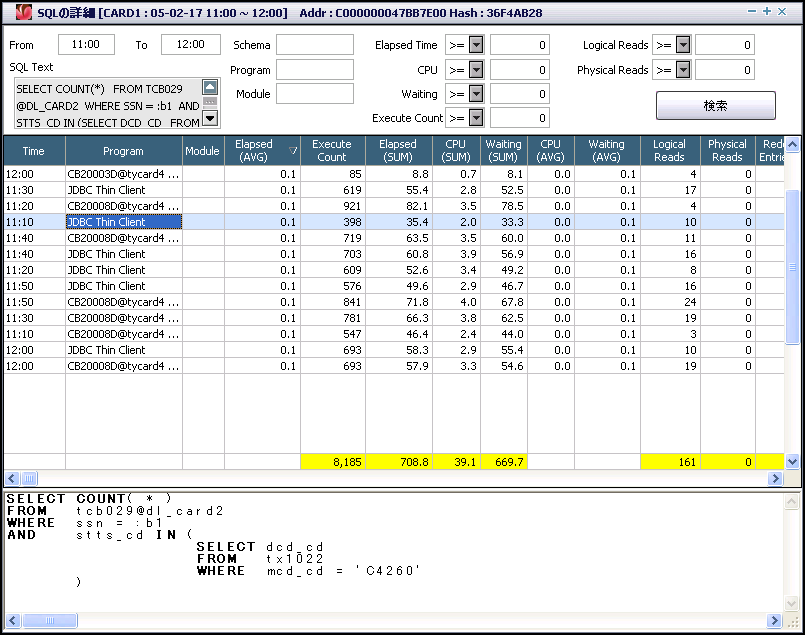 SQLの詳細 [CARD1 : 05-02-17 11:00 ~ 12:00]   Addr : C000000047BB7E00 Hash : 36F4AB28
From 11:00 To 12:00 Schema Elapsed Time >= 0 Logical Reads >= 0
SQL Text Program CPU >= 0 Physical Reads >= 0
SELECT COUNT(*)   FROM TCB029
@DL_CARD2  WHERE SSN = :b1  AND
STTS_CD IN (SELECT DCD_CD   FROM
Module Waiting >= 0
検索
Execute Count >= 0
Time Program Module Elapsed (AVG) Execute Count Elapsed (SUM) CPU (SUM) Waiting (SUM) CPU (AVG) Waiting (AVG) Logical Reads Physical Reads Redo Entrie
12:00 CB20003D@tycard4 ... 0.1 85 8.8 0.7 8.1 0.0 0.1 4 0
11:30 JDBC Thin Client 0.1 619 55.4 2.8 52.5 0.0 0.1 17 0
11:20 CB20008D@tycard4 ... 0.1 921 82.1 3.5 78.5 0.0 0.1 4 0
11:10 JDBC Thin Client 0.1 398 35.4 2.0 33.3 0.0 0.1 10 0
11:40 CB20008D@tycard4 ... 0.1 719 63.5 3.5 60.0 0.0 0.1 11 0
11:40 JDBC Thin Client 0.1 703 60.8 3.9 56.9 0.0 0.1 16 0
11:20 JDBC Thin Client 0.1 609 52.6 3.4 49.2 0.0 0.1 8 0
11:50 JDBC Thin Client 0.1 576 49.6 2.9 46.7 0.0 0.1 16 0
11:50 CB20008D@tycard4 ... 0.1 841 71.8 4.0 67.8 0.0 0.1 24 0
11:30 CB20008D@tycard4 ... 0.1 781 66.3 3.8 62.5 0.0 0.1 19 0
11:10 CB20008D@tycard4 ... 0.1 547 46.4 2.4 44.0 0.0 0.1 3 0
12:00 JDBC Thin Client 0.1 693 58.3 2.9 55.4 0.0 0.1 10 0
12:00 CB20008D@tycard4 ... 0.1 693 57.9 3.3 54.6 0.0 0.1 19 0
8,185 708.8 39.1 669.7 161 0
SELECT COUNT( * )
FROM   tcb029@dl_card2
WHERE  ssn = :b1
AND    stts_cd IN (
SELECT dcd_cd
FROM   tx1022
WHERE  mcd_cd = 'C4260'
)